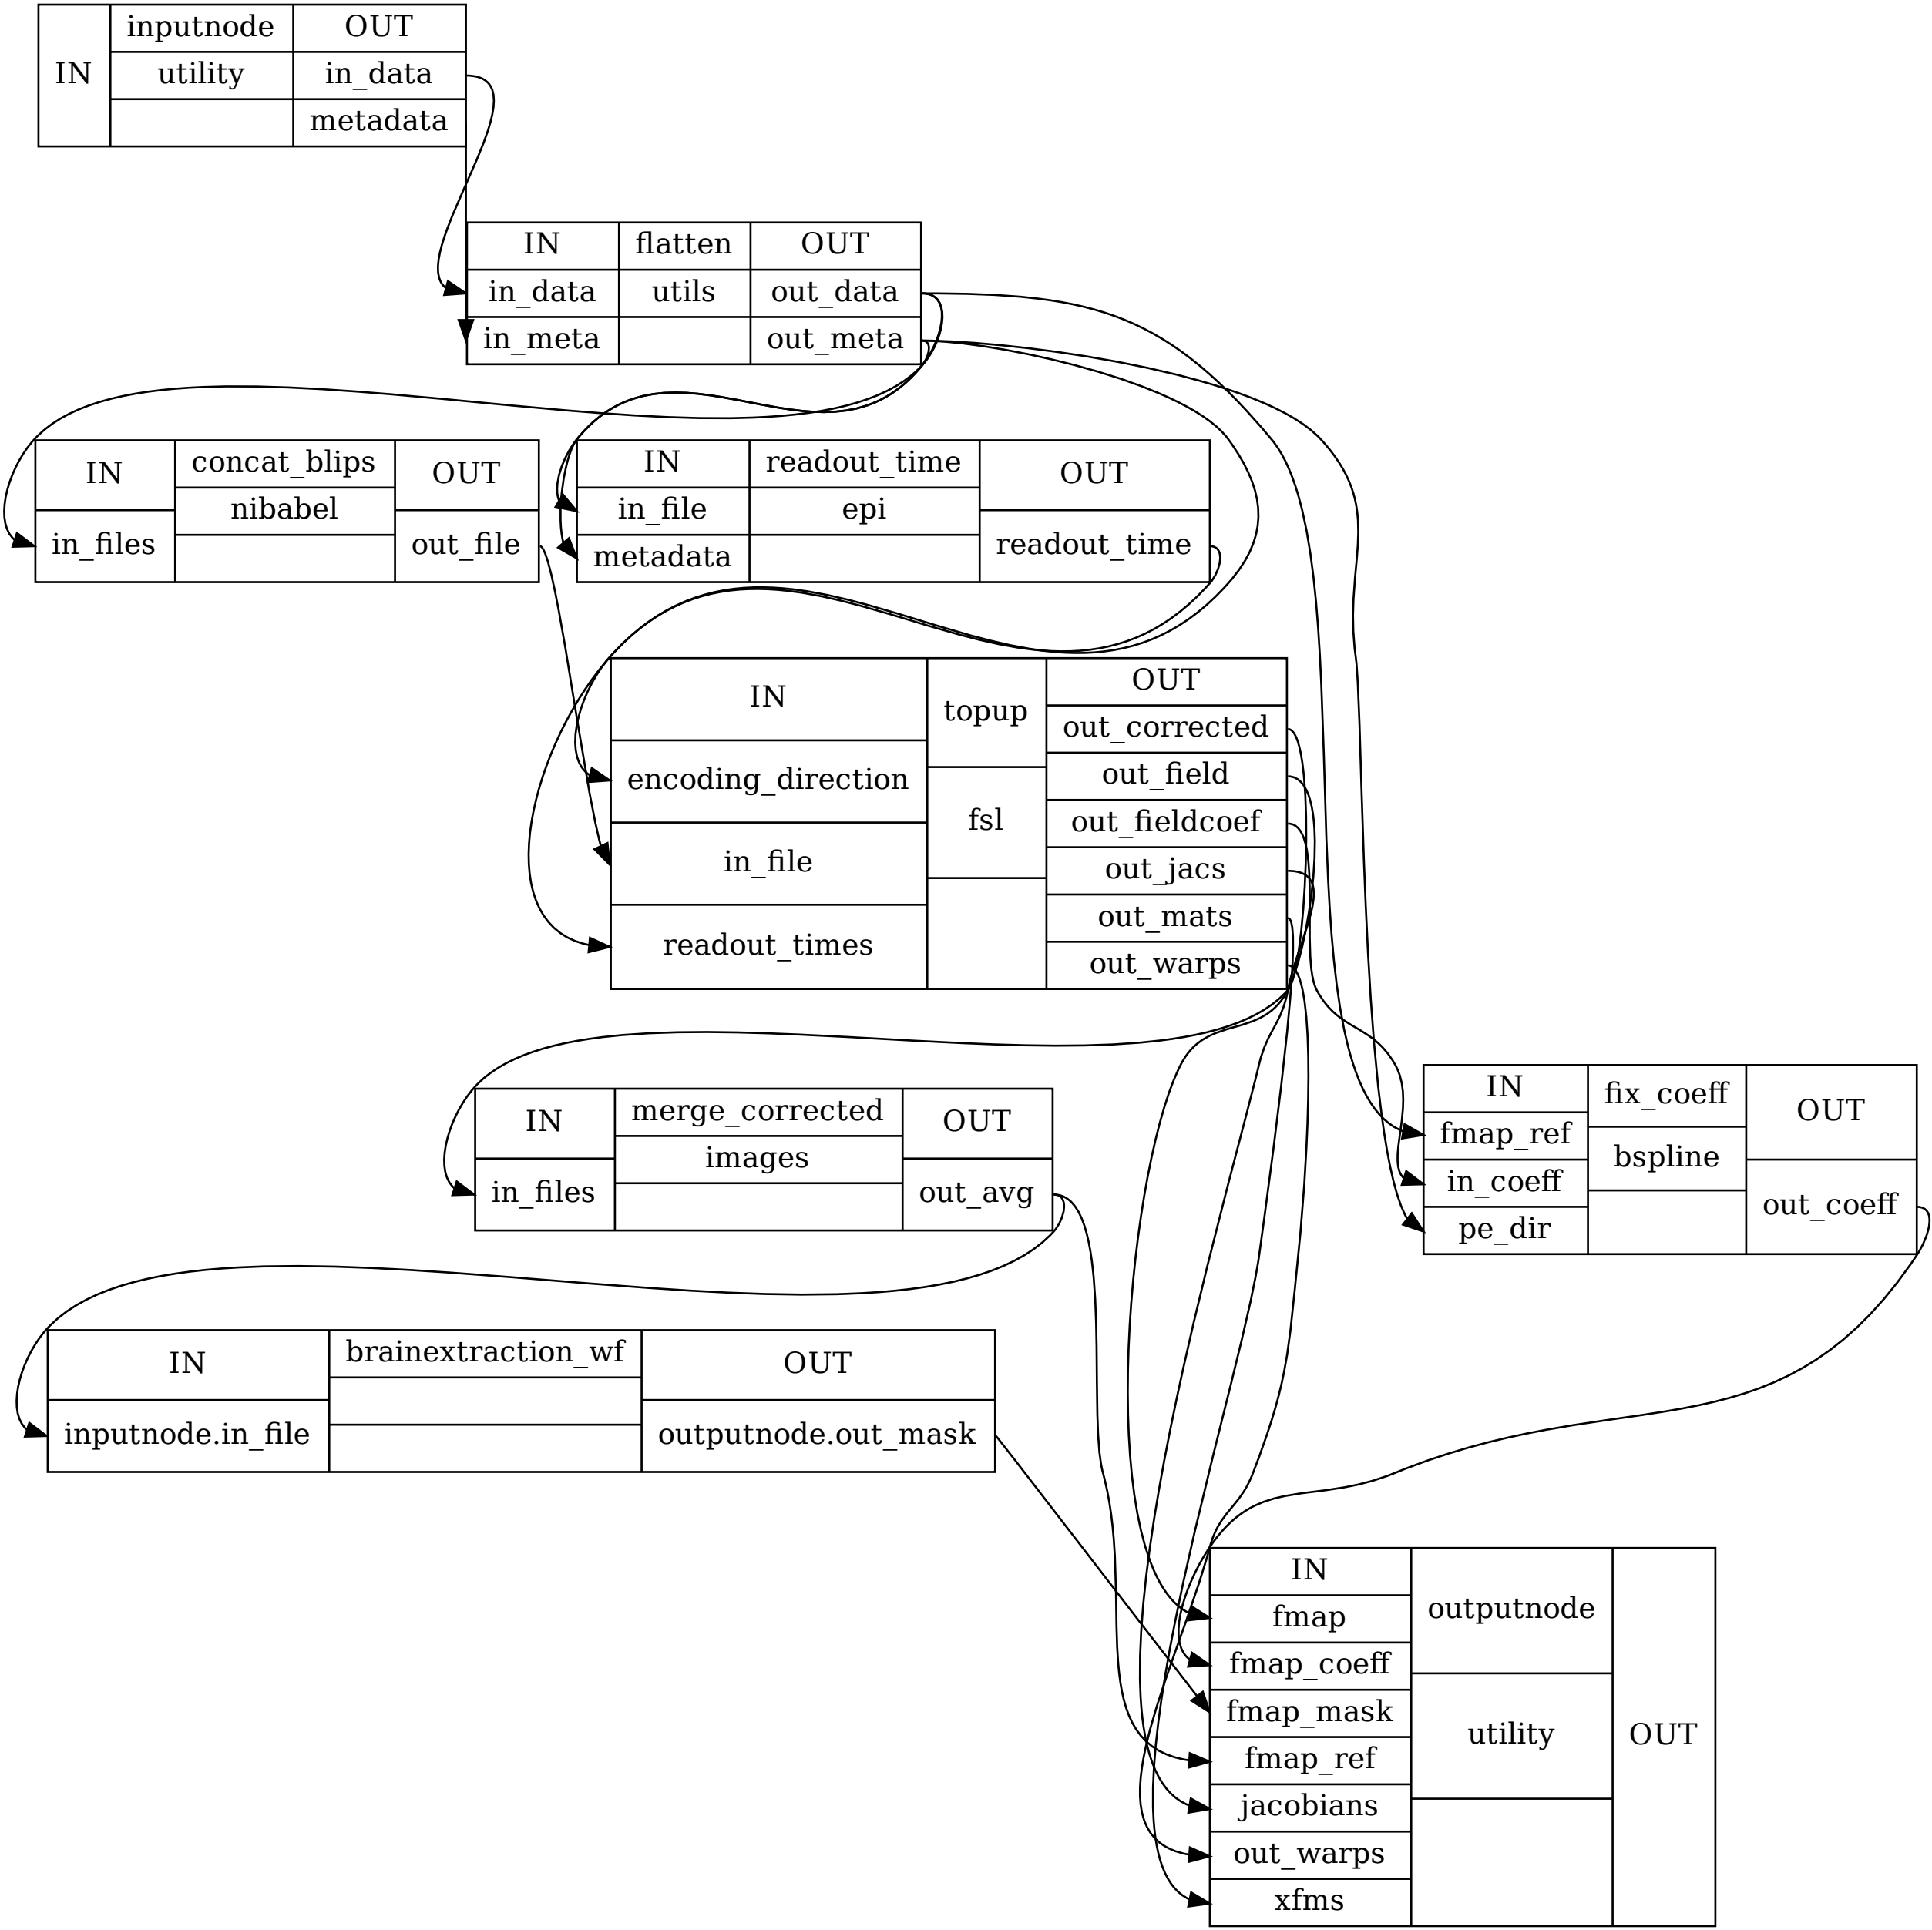 IN
inputnode
utility
OUT
in_data
metadata
IN
in_data
in_meta
flatten
utils
OUT
out_data
out_meta
IN
in_files
concat_blips
nibabel
OUT
out_file
IN
in_file
metadata
readout_time
epi
OUT
readout_time
IN
encoding_direction
in_file
readout_times
topup
fsl
OUT
out_corrected
out_field
out_fieldcoef
out_jacs
out_mats
out_warps
IN
in_files
merge_corrected
images
OUT
out_avg
IN
fmap_ref
in_coeff
pe_dir
fix_coeff
bspline
OUT
out_coeff
IN
inputnode.in_file
brainextraction_wf
OUT
outputnode.out_mask
IN
fmap
fmap_coeff
fmap_mask
fmap_ref
jacobians
out_warps
xfms
outputnode
utility
OUT